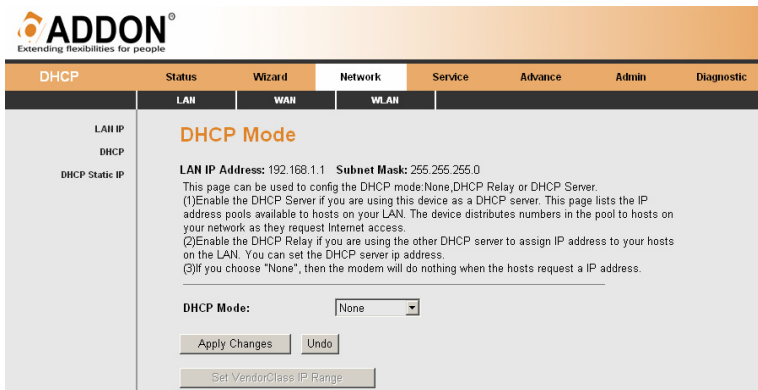 ADDON®
Extending flexibilities for people
DHCP
Status Wizard Network Service Advance Admin Diagnostic
LAN WAN WLAN
LAN IP
DHCP
DHCP Static IP
DHCP Mode
LAN IP Address: 192.168.1.1 Subnet Mask: 255.255.255.0
This page can be used to config the DHCP mode:None,DHCP Relay or DHCP Server.
(1)Enable the DHCP Server if you are using this device as a DHCP server. This page lists the IP
address pools available to hosts on your LAN. The device distributes numbers in the pool to hosts on
your network as they request Internet access.
(2)Enable the DHCP Relay if you are using the other DHCP server to assign IP address to your hosts
on the LAN. You can set the DHCP server ip address.
(3)If you choose "None", then the modem will do nothing when the hosts request a IP address.
DHCP Mode: None
Apply Changes Undo
Set VendorClass IP Range